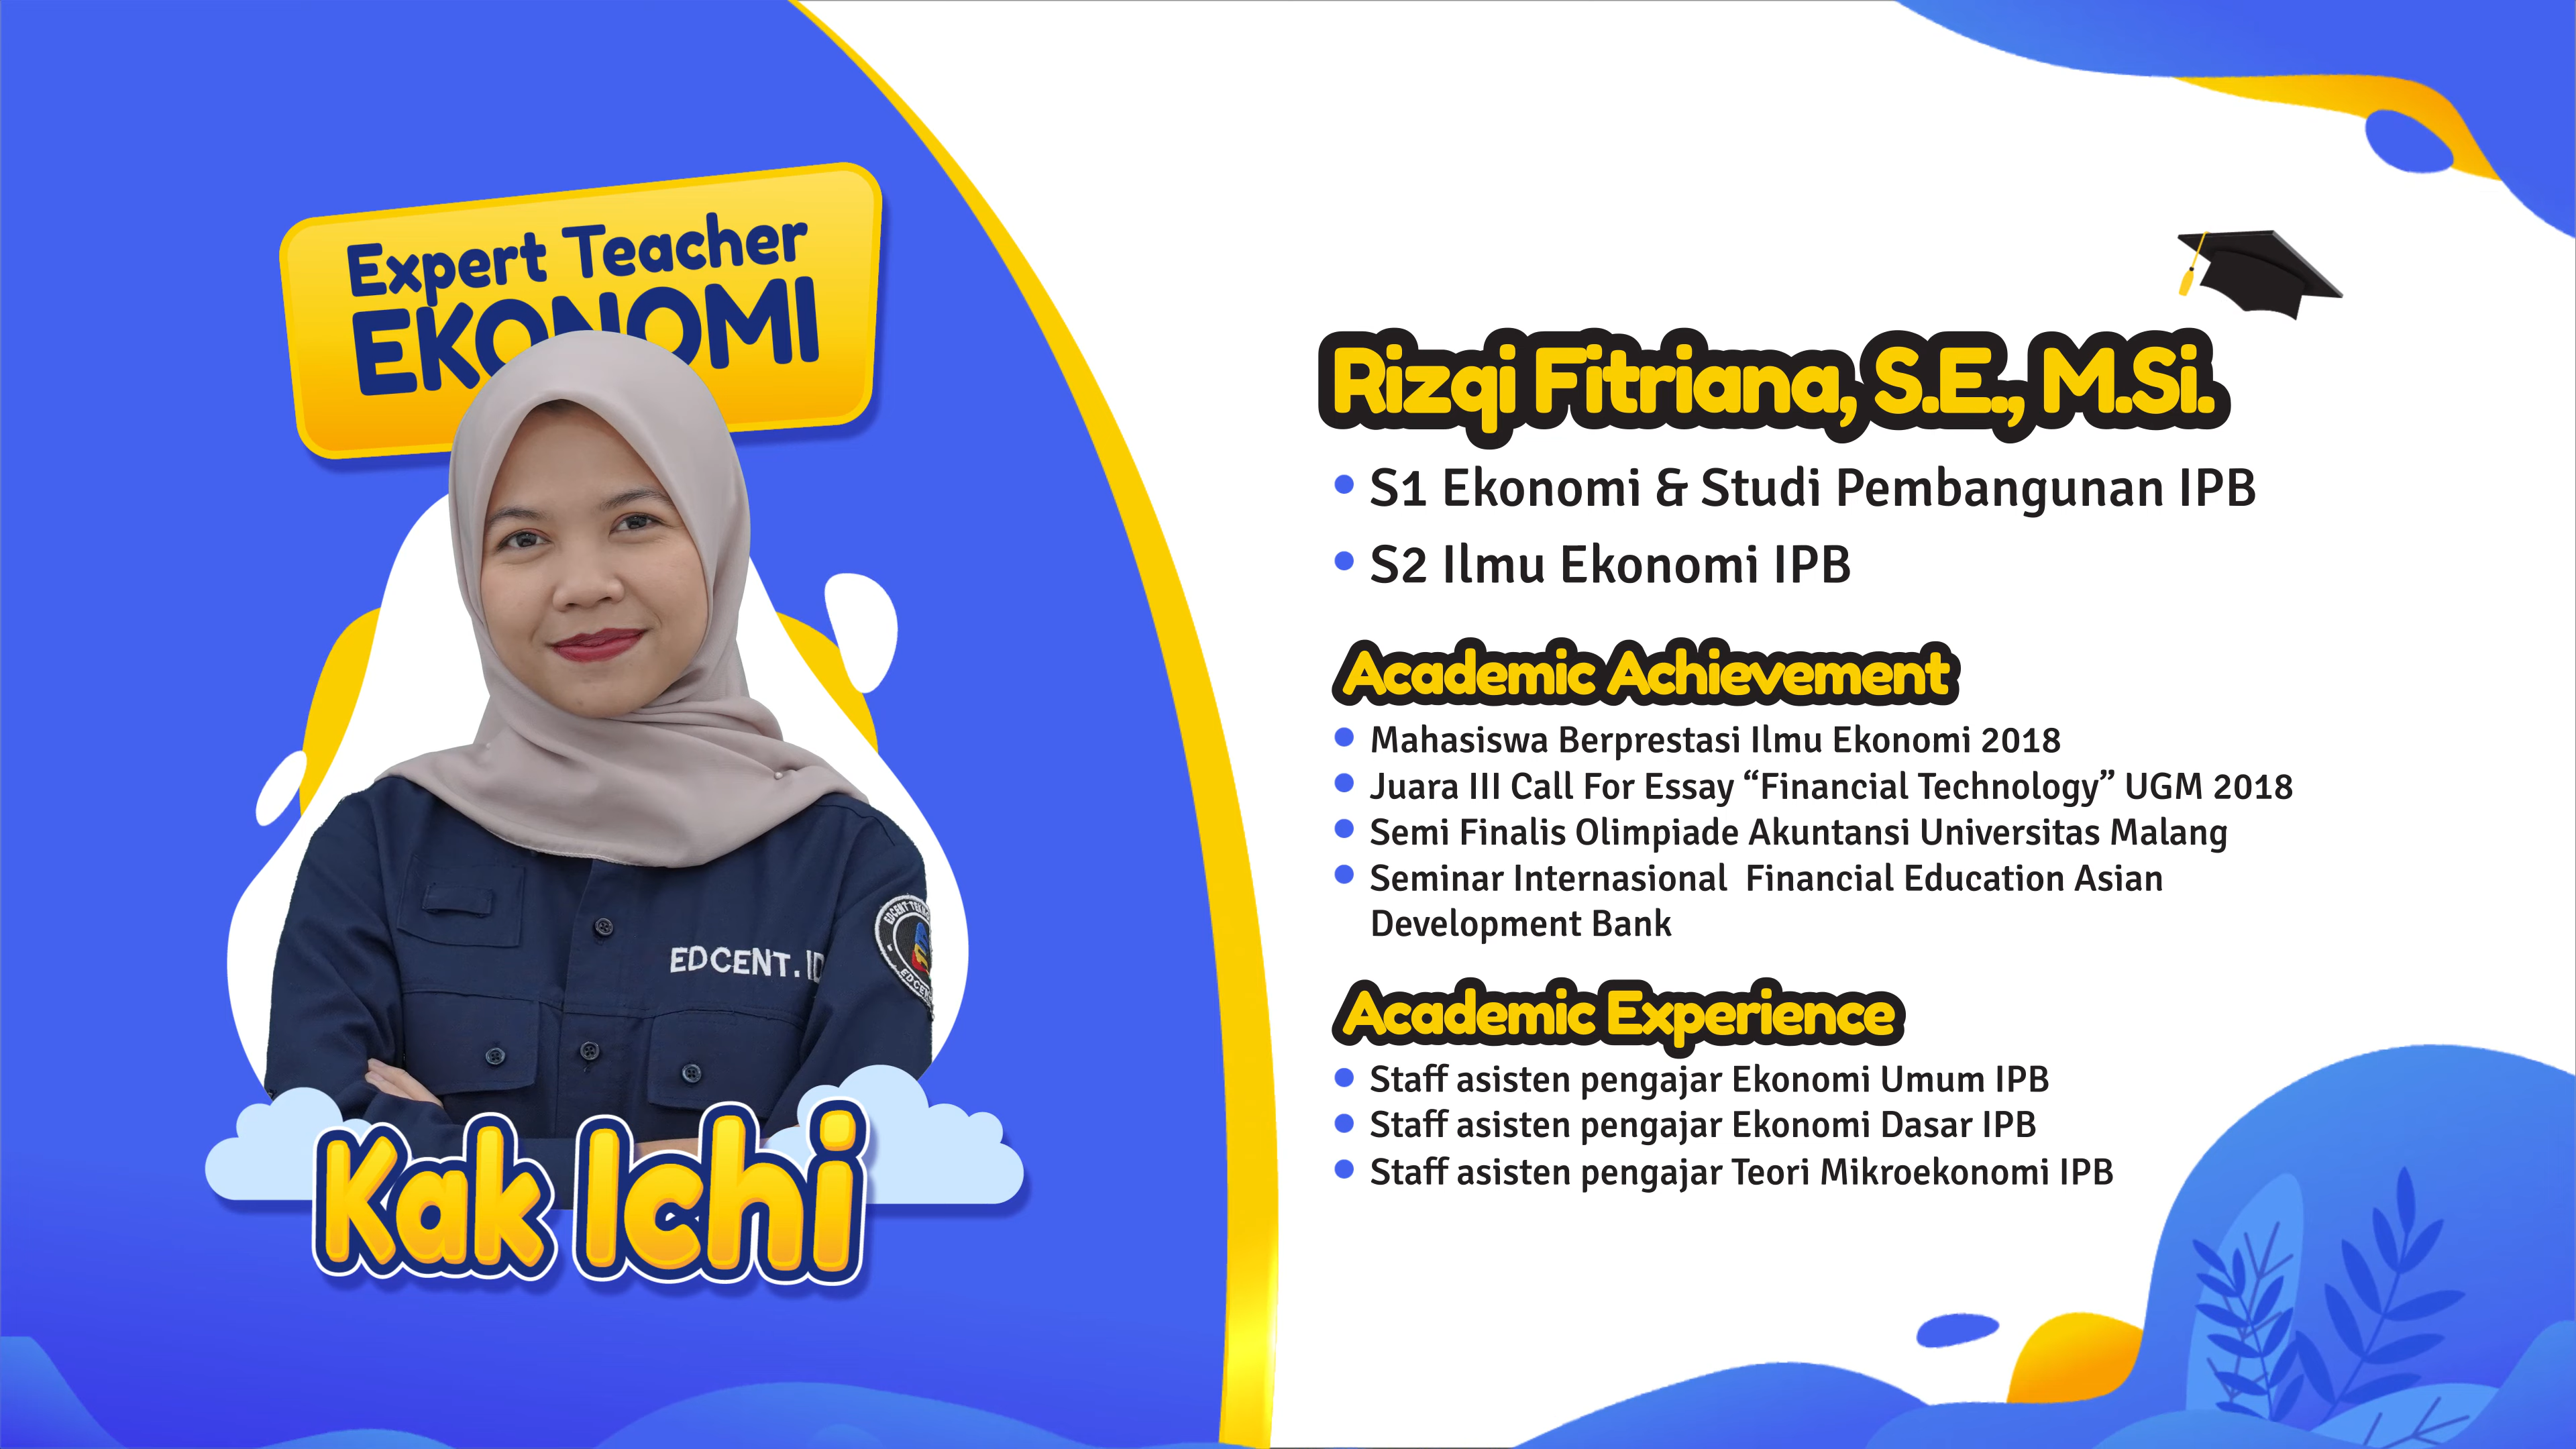 Expert Teacher
EKONOMI
EDCENT.ID
Kak Ichi
Rizqi Fitriana, S.E., M.Si.
S1 Ekonomi & Studi Pembangunan IPB
S2 Ilmu Ekonomi IPB
Academic Achievement
Mahasiswa Berprestasi Ilmu Ekonomi 2018
Juara III Call For Essay “Financial Technology” UGM 2018
Semi Finalis Olimpiade Akuntansi Universitas Malang
Seminar Internasional Financial Education Asian
Development Bank
Academic Experience
Staff asisten pengajar Ekonomi Umum IPB
Staff asisten pengajar Ekonomi Dasar IPB
Staff asisten pengajar Teori Mikroekonomi IPB